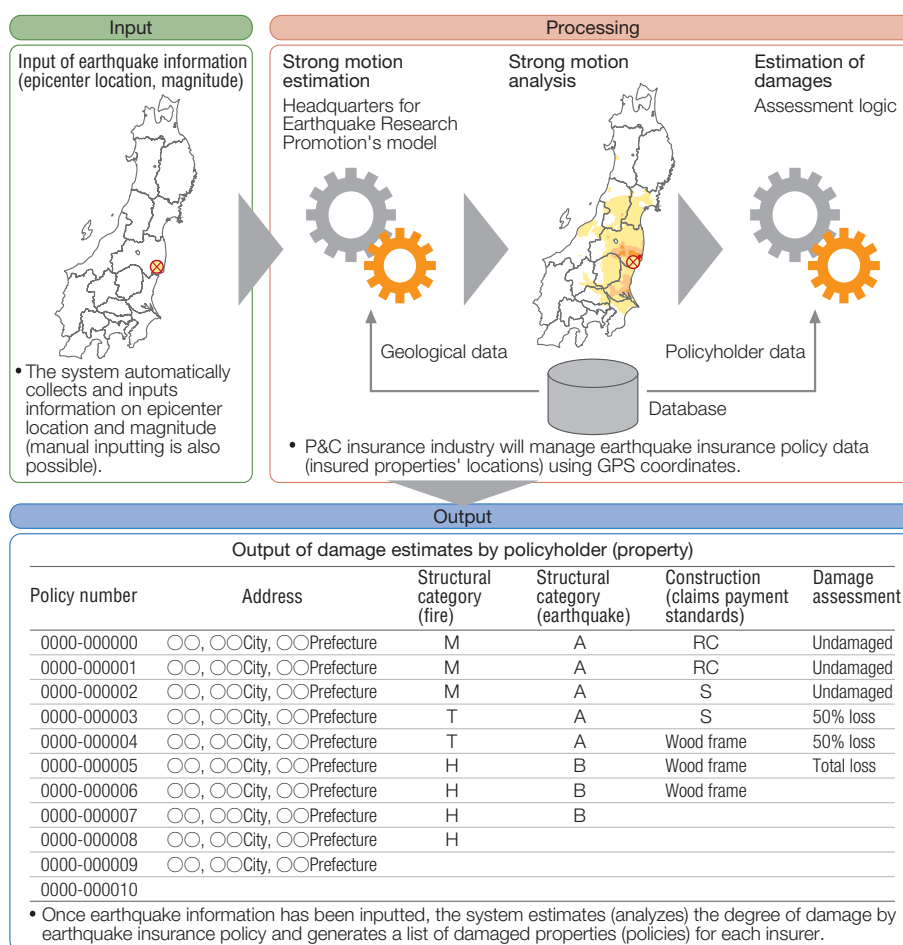 Input
Input of earthquake information
(epicenter location, magnitude)
• The system automatically
collects and inputs
information on epicenter
location and magnitude
(manual inputting is also
possible).
Processing
Strong motion
estimation
Headquarters for
Earthquake Research
Promotion's model
Strong motion
analysis
Estimation of
damages
Assessment logic
Geological data
Policyholder data
Database
• P&C insurance industry will manage earthquake insurance policy data
(insured properties' locations) using GPS coordinates.
Output
Output of damage estimates by policyholder (property)
Policy number Address Structural category (fire) Structural category (earthquake) Construction (claims payment standards) Damage assessment
0000-000000 ○○, ○○City, ○○Prefecture M A RC Undamaged
0000-000001 ○○, ○○City, ○○Prefecture M A RC Undamaged
0000-000002 ○○, ○○City, ○○Prefecture M A S Undamaged
0000-000003 ○○, ○○City, ○○Prefecture T A S 50% loss
0000-000004 ○○, ○○City, ○○Prefecture T A Wood frame 50% loss
0000-000005 ○○, ○○City, ○○Prefecture H B Wood frame Total loss
0000-000006 ○○, ○○City, ○○Prefecture H B Wood frame
0000-000007 ○○, ○○City, ○○Prefecture H B
0000-000008 ○○, ○○City, ○○Prefecture H
0000-000009 ○○, ○○City, ○○Prefecture
0000-000010
• Once earthquake information has been inputted, the system estimates (analyzes) the degree of damage by
earthquake insurance policy and generates a list of damaged properties (policies) for each insurer.